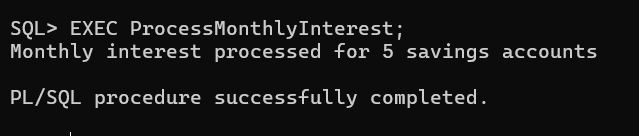 SQL> EXEC ProcessMonthlyInterest;
Monthly interest processed for 5 savings accounts
PL/SQL procedure successfully completed.